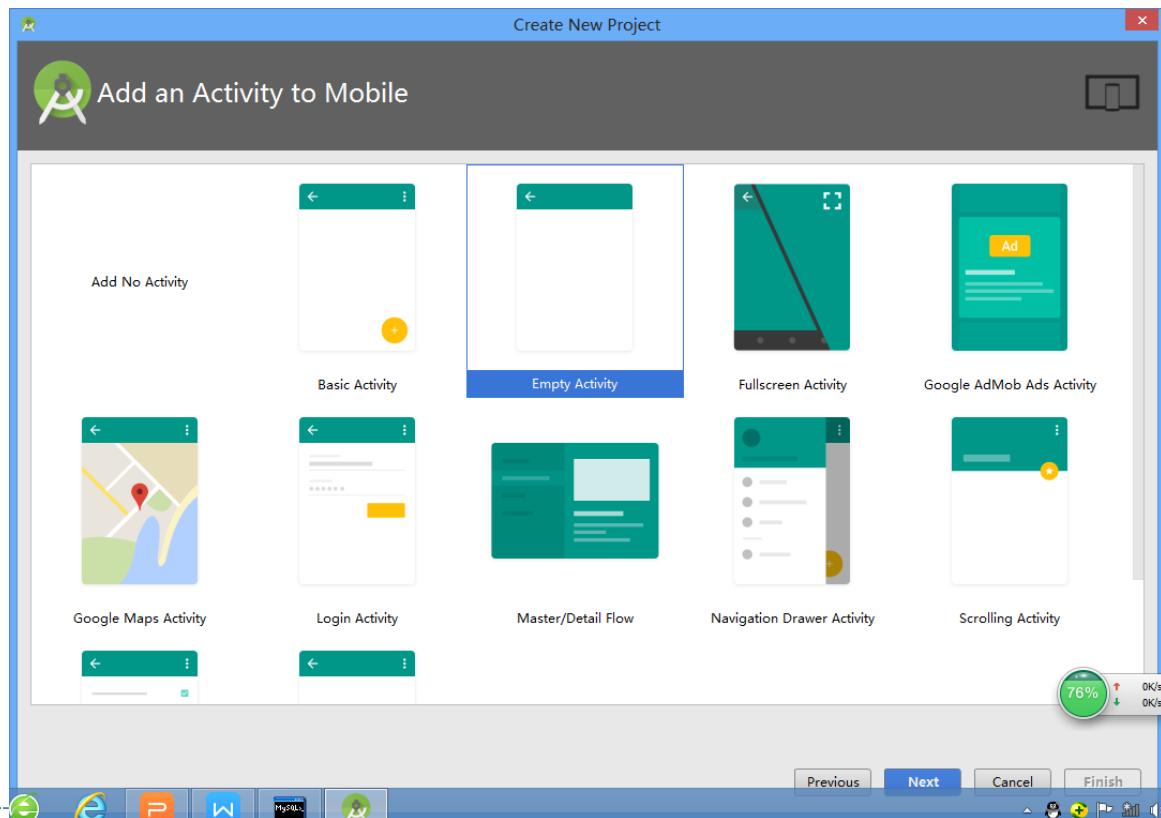 Create New Project
Add an Activity to Mobile
Add No Activity
Basic Activity
Empty Activity
Fullscreen Activity
Ad
Google AdMob Ads Activity
Google Maps Activity
Login Activity
Master/Detail Flow
Navigation Drawer Activity
Scrolling Activity
76%
0K/s
0K/s
Previous
Next
Cancel
Finish